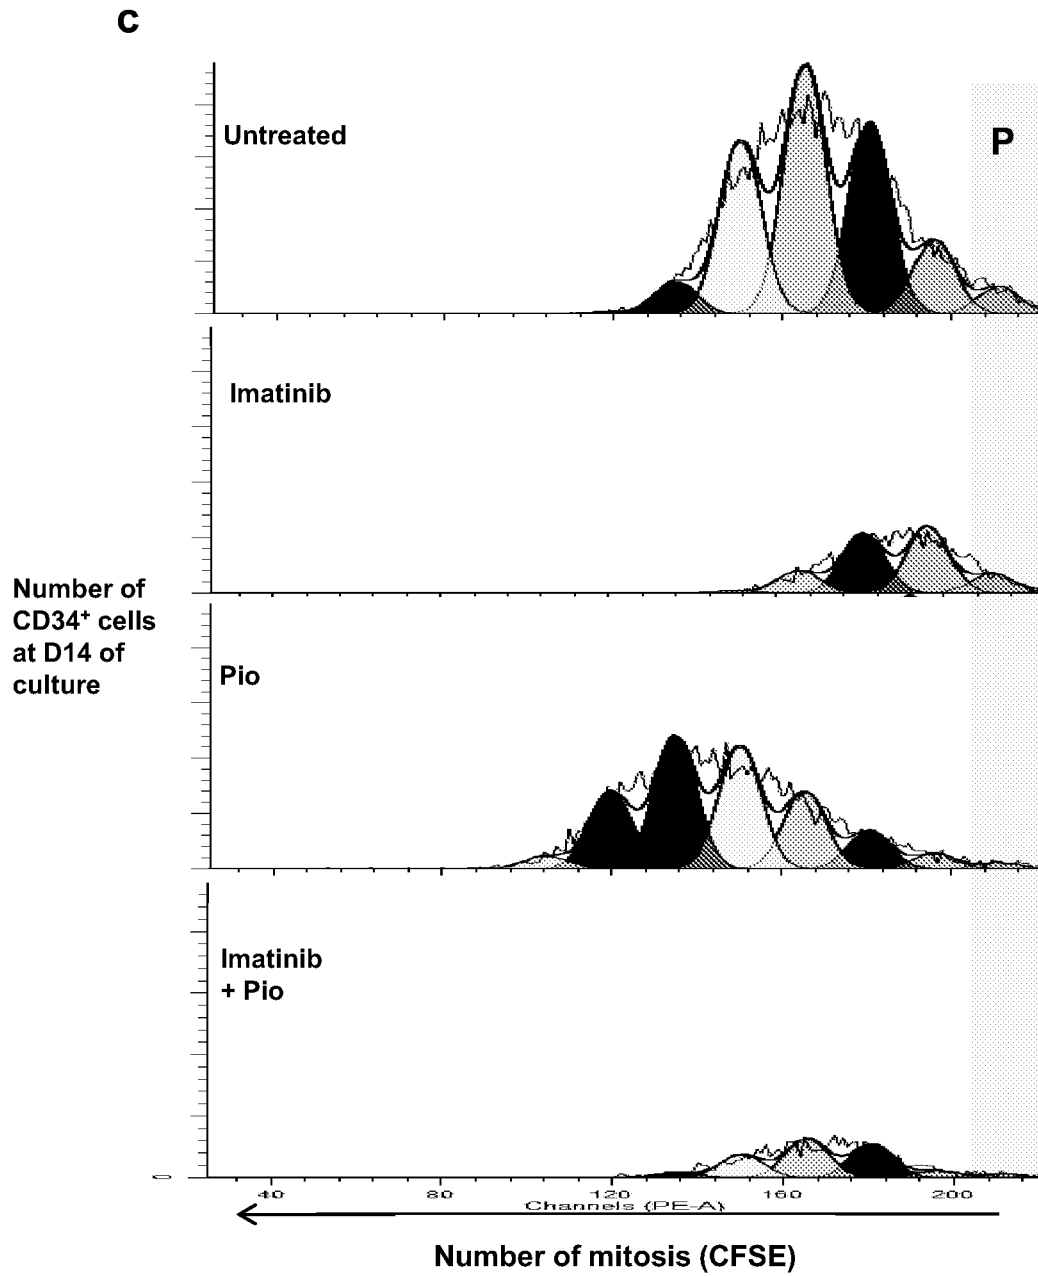 c
Untreated
P
Imatinib
Number of
CD34+ cells
at D14 of
culture
Pio
Imatinib
+ Pio
0
40 80 120 160 200
Channels (PE-A)
Number of mitosis (CFSE)